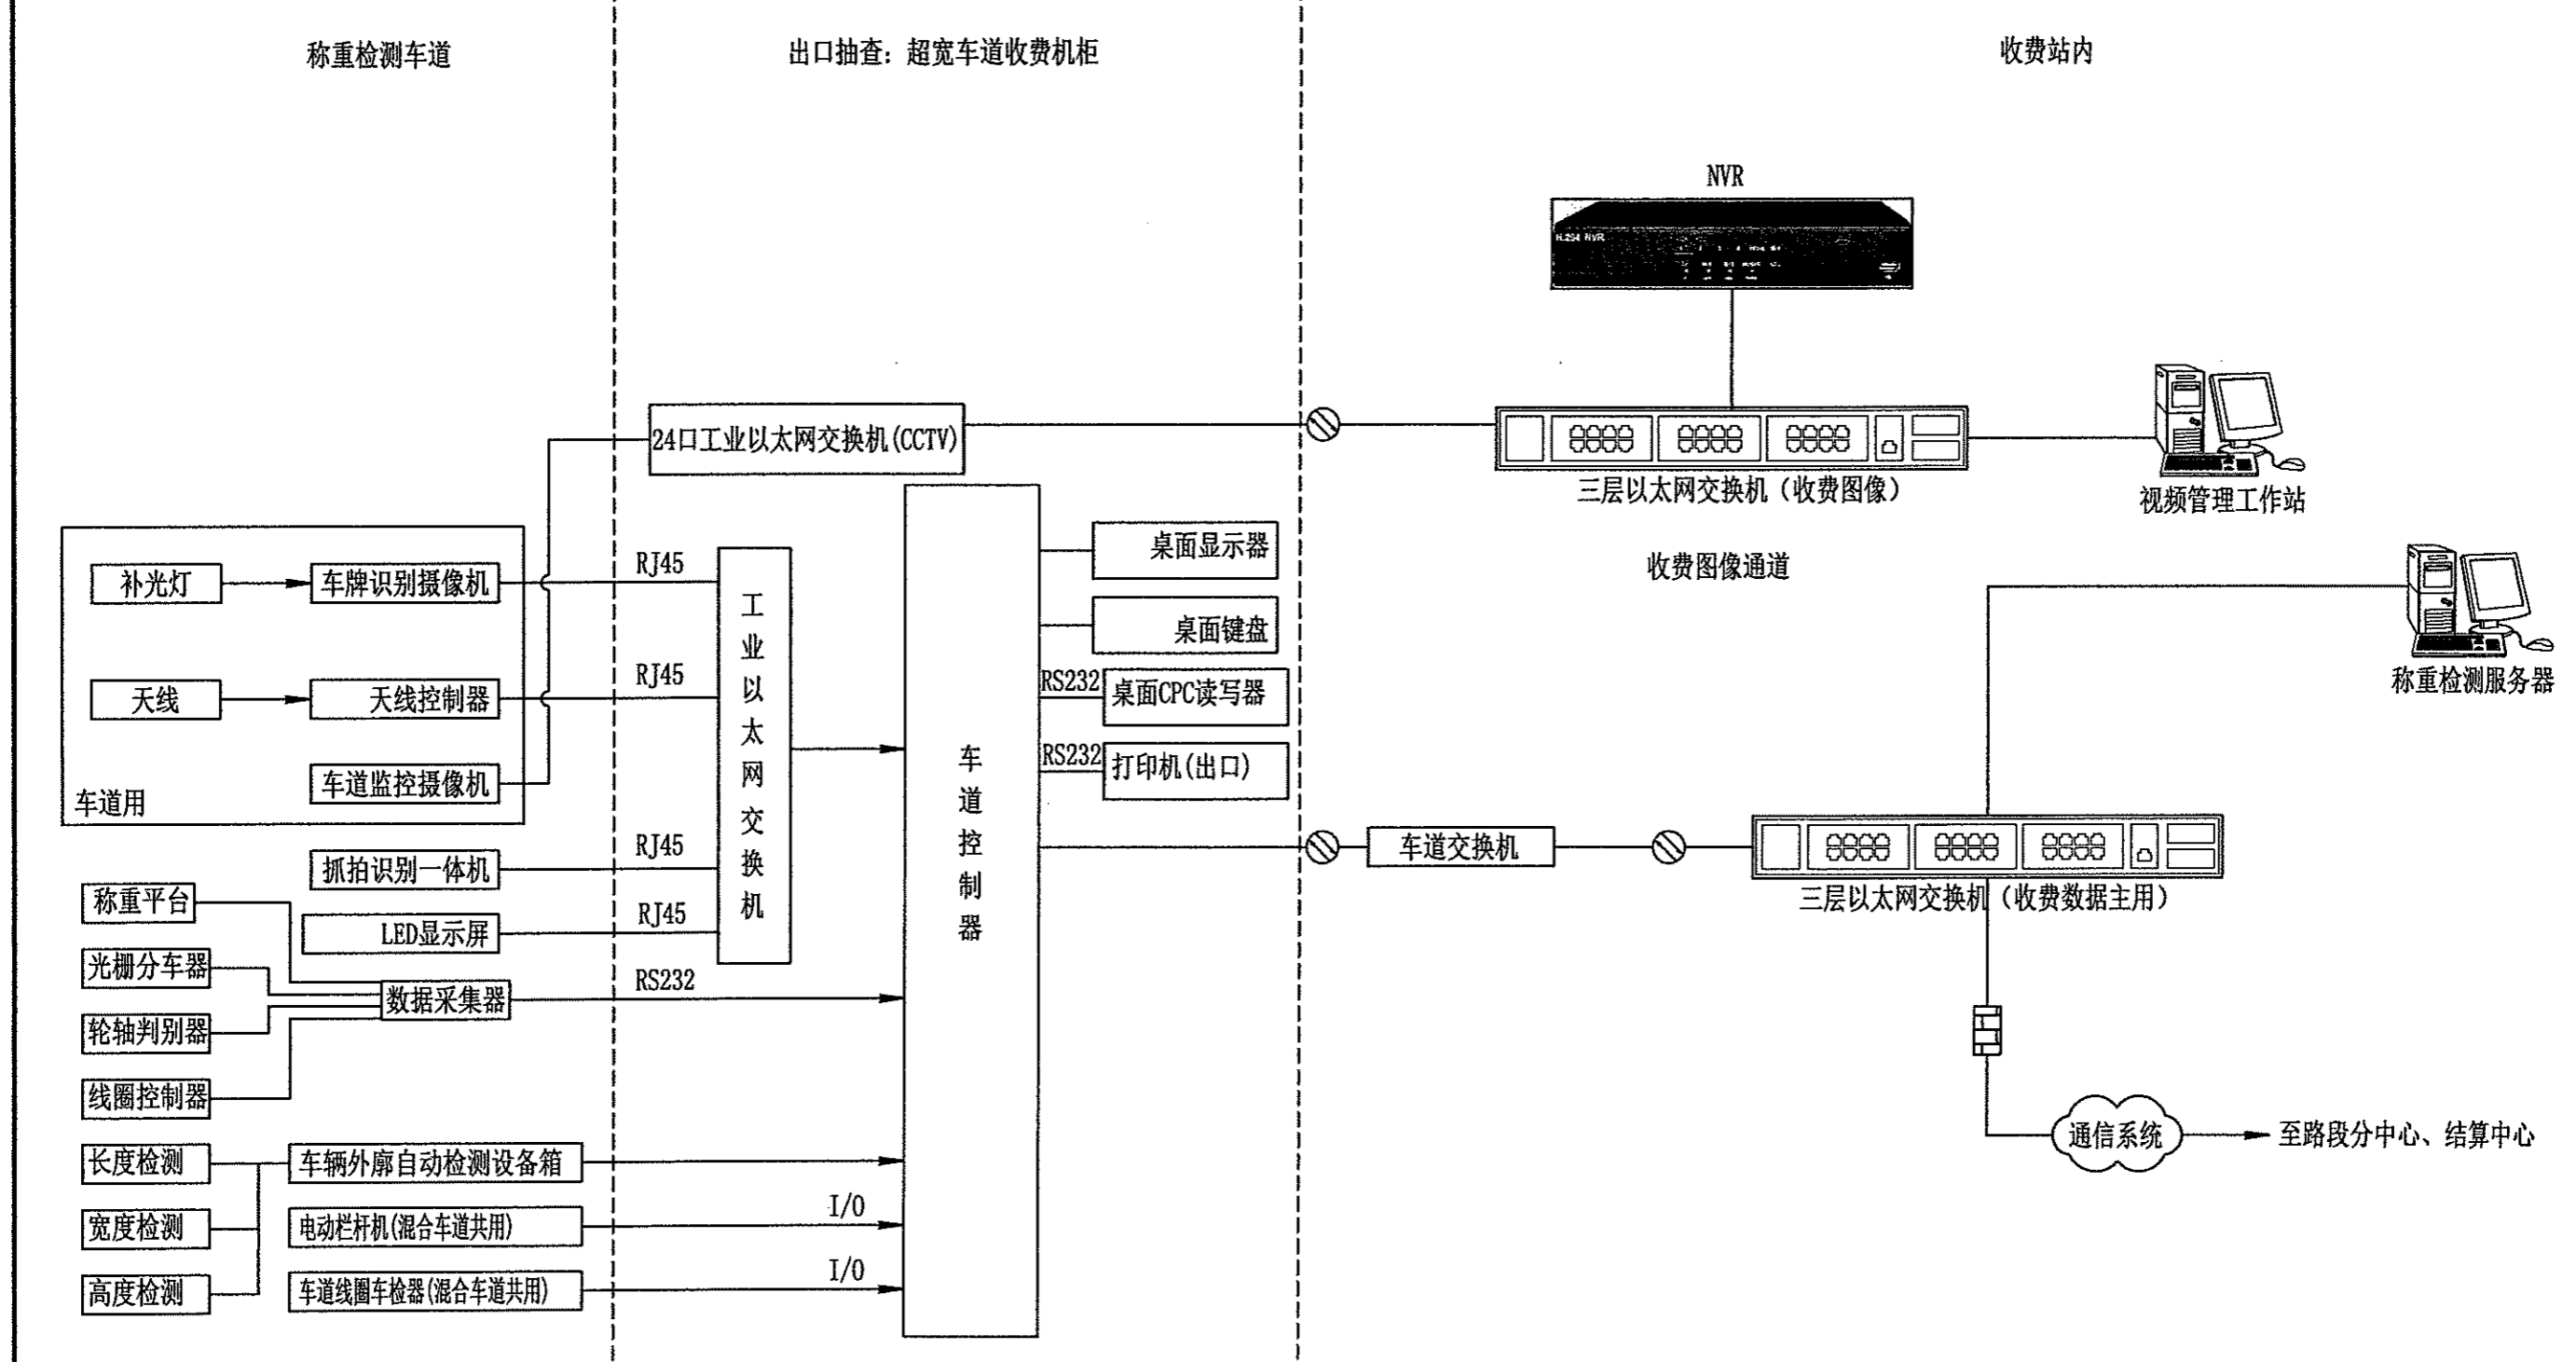 称重检测车道
出口抽查：超宽车道收费机柜
收费站内
NVR
H.264 NVR
24口工业以太网交换机(CCTV)
三层以太网交换机（收费图像）
视频管理工作站
收费图像通道
补光灯
车牌识别摄像机
RJ45
天线
天线控制器
RJ45
车道监控摄像机
车道用
抓拍识别一体机
RJ45
LED显示屏
RJ45
工业以太网交换机
称重平台
光栅分车器
轮轴判别器
线圈控制器
数据采集器
RS232
长度检测
宽度检测
高度检测
车辆外廓自动检测设备箱
电动栏杆机(混合车道共用)
I/O
车道线圈车检器(混合车道共用)
I/O
车道控制器
桌面显示器
桌面键盘
RS232
桌面CPC读写器
RS232
打印机(出口)
车道交换机
三层以太网交换机（收费数据主用）
称重检测服务器
通信系统
至路段分中心、结算中心